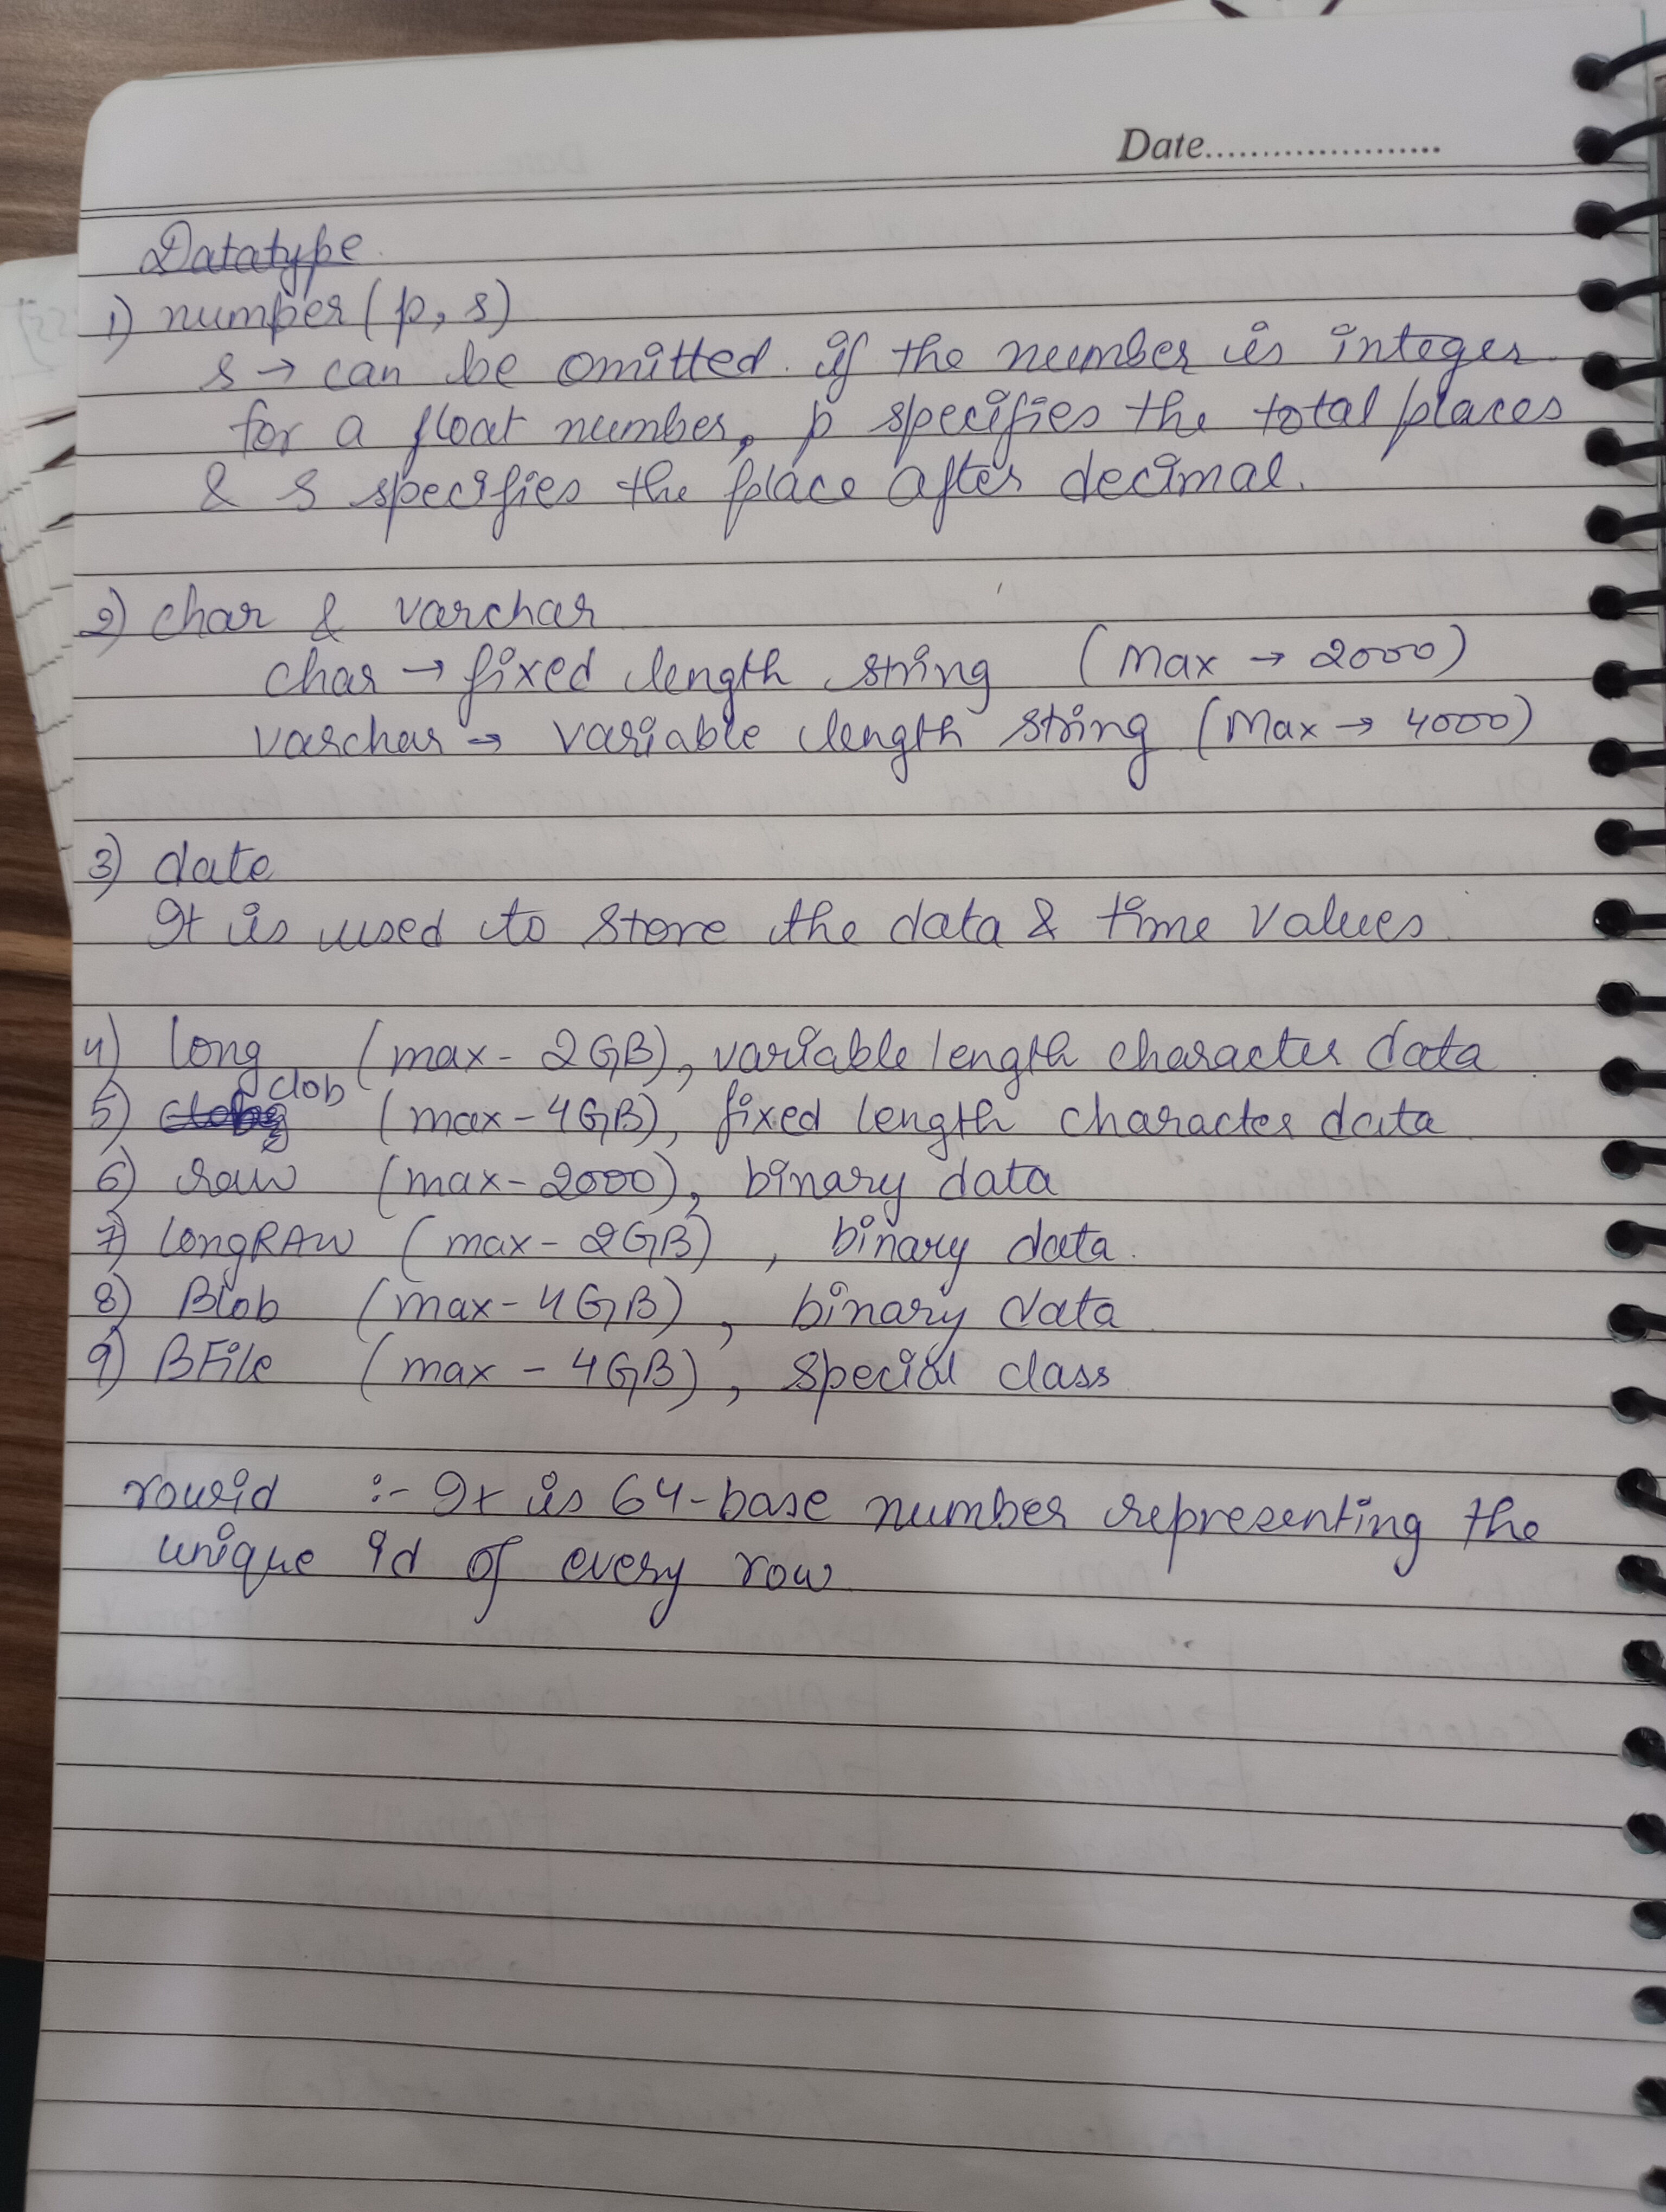 Date.....................
Datatype
1) number (p, s)
s → can be omitted if the number is integer
for a float number, p specifies the total places
& s specifies the place after decimal.
2) char & varchar
char → fixed length string (Max → 2000)
varchar → variable length string (Max → 4000)
3) date
It is used to store the data & time values
4) long (max - 2GB), variable length character data
5) clob (max - 4GB), fixed length character data
6) raw (max - 2000), binary data
7) LongRAW (max - 2GB), binary data.
8) Blob (max - 4GB), binary data
9) BFile (max - 4GB), special class
rowid :- It is 64-base number representing the
unique id of every row